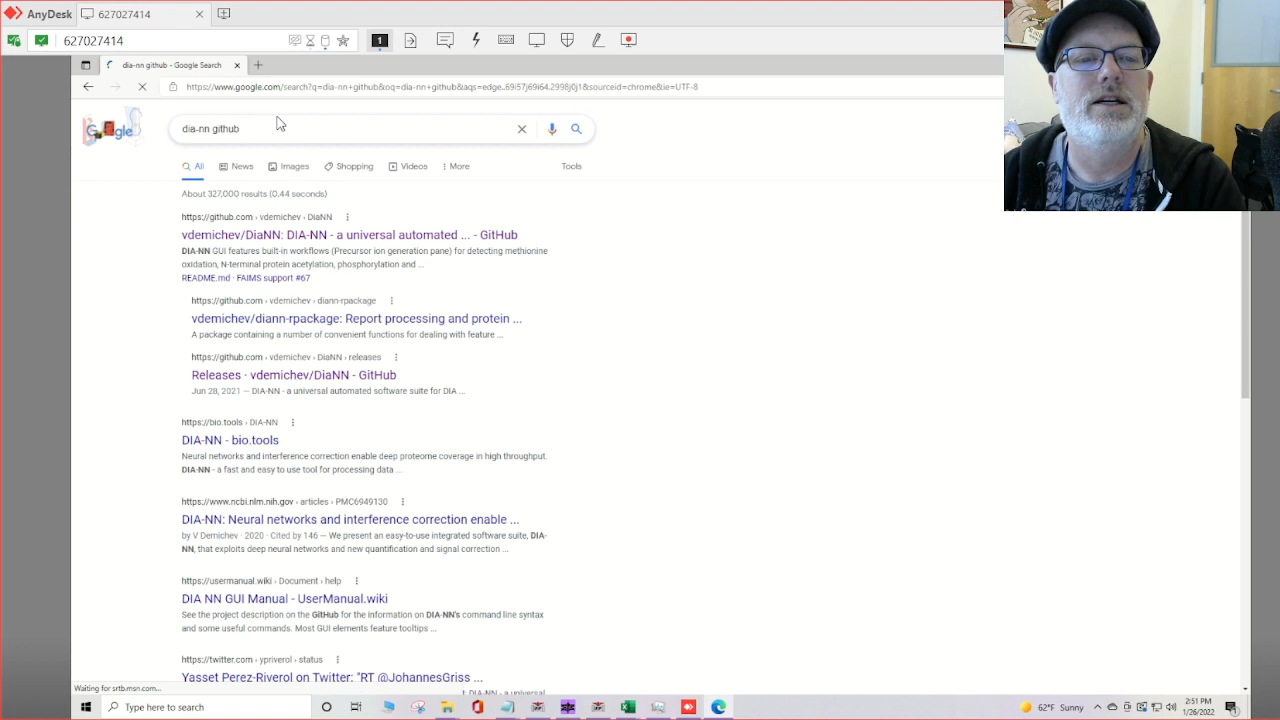 AnyDesk
627027414
627027414
1
dia-nn github - Google Search
https://www.google.com/search?q=dia-nn+github&oq=dia-nn+github&aqs=edge..69i57j69i64.2998j0j1&sourceid=chrome&ie=UTF-8
Google
dia-nn github
All
News
Images
Shopping
Videos
More
Tools
About 327,000 results (0.44 seconds)
https://github.com › vdemichev › DiaNN
vdemichev/DiaNN: DIA-NN - a universal automated ... - GitHub
DIA-NN GUI features built-in workflows (Precursor ion generation pane) for detecting methionine
oxidation, N-terminal protein acetylation, phosphorylation and ...
README.md · FAIMS support #67
https://github.com › vdemichev › diann-rpackage
vdemichev/diann-rpackage: Report processing and protein ...
A package containing a number of convenient functions for dealing with feature ...
https://github.com › vdemichev › DiaNN › releases
Releases · vdemichev/DiaNN - GitHub
Jun 28, 2021 — DIA-NN - a universal automated software suite for DIA ...
https://bio.tools › DIA-NN
DIA-NN - bio.tools
Neural networks and interference correction enable deep proteome coverage in high throughput.
DIA-NN - a fast and easy to use tool for processing data ...
https://www.ncbi.nlm.nih.gov › articles › PMC6949130
DIA-NN: Neural networks and interference correction enable ...
by V Demichev · 2020 · Cited by 146 — We present an easy-to-use integrated software suite, DIA-
NN, that exploits deep neural networks and new quantification and signal correction ...
https://usermanual.wiki › Document › help
DIA NN GUI Manual - UserManual.wiki
See the project description on the GitHub for the information on DIA-NN's command line syntax
and some useful commands. Most GUI elements feature tooltips ...
https://twitter.com › ypriverol › status
Yasset Perez-Riverol on Twitter: "RT @JohannesGriss ...
DIA-NN - a universal
Waiting for srtb.msn.com...
Type here to search
62°F Sunny
2:51 PM
1/26/2022